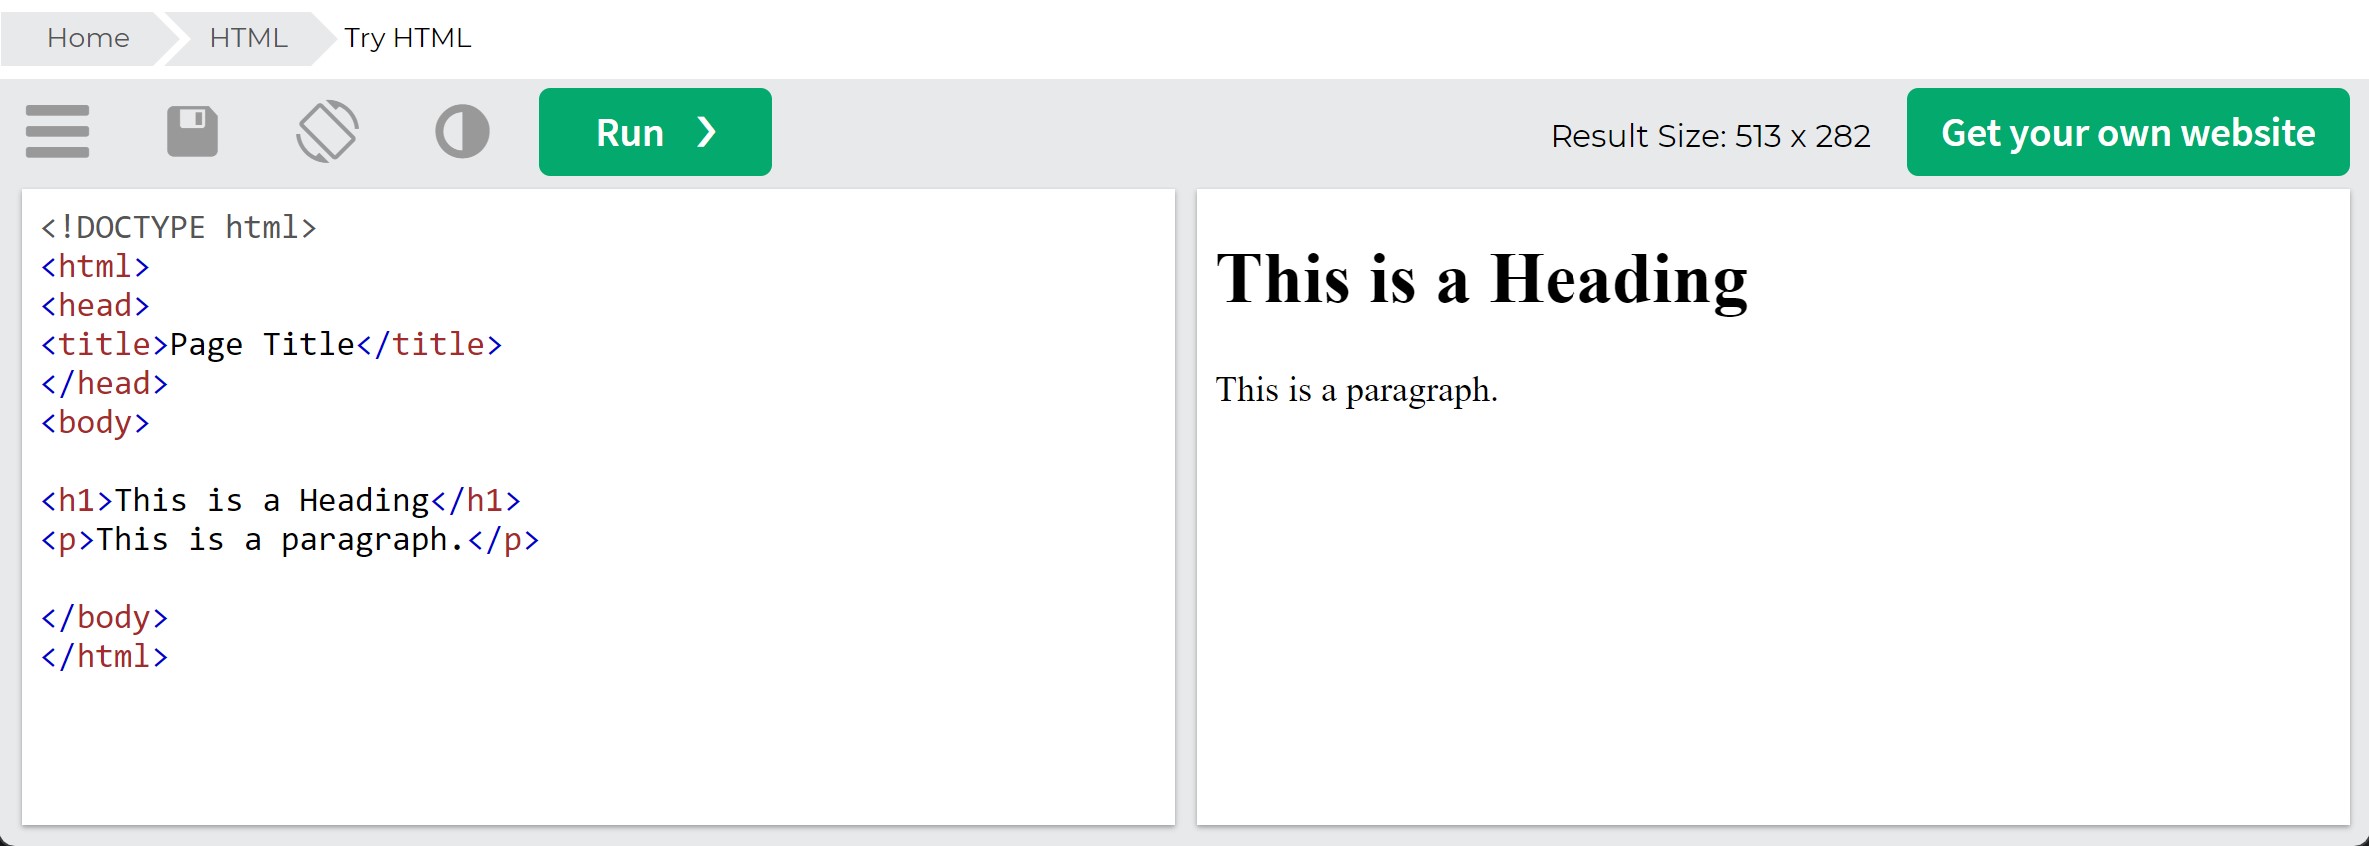 Home HTML Try HTML
Run ❯ Result Size: 513 x 282 Get your own website
<!DOCTYPE html>
<html>
<head>
<title>Page Title</title>
</head>
<body>
<h1>This is a Heading</h1>
<p>This is a paragraph.</p>
</body>
</html>
This is a Heading
This is a paragraph.